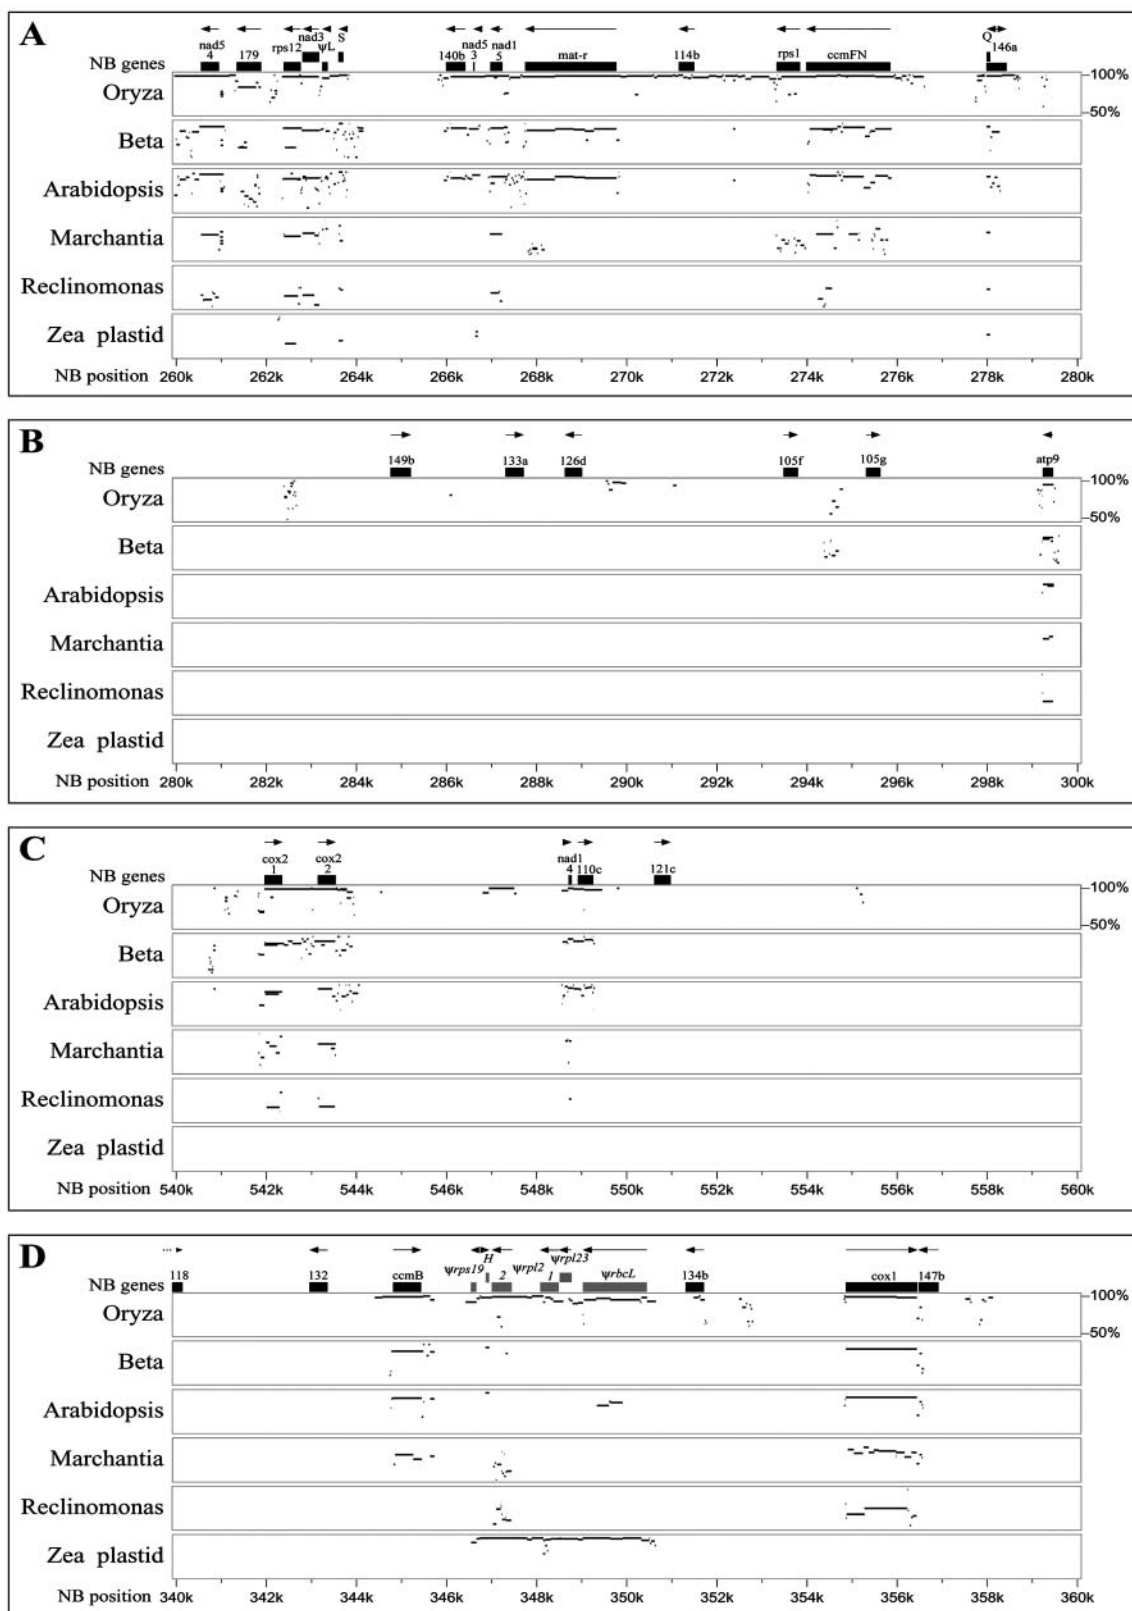 A
nad5 nad3 S nad5 nad1 Q
4 179 rps12 ψL 140b 3 5 mat-r 114b rps1 ccmFN 146a
NB genes
Oryza 100%
50%
Beta
Arabidopsis
Marchantia
Reclinomonas
Zea plastid
NB position 260k 262k 264k 266k 268k 270k 272k 274k 276k 278k 280k
B
NB genes 149b 133a 126d 105f 105g atp9
Oryza 100%
50%
Beta
Arabidopsis
Marchantia
Reclinomonas
Zea plastid
NB position 280k 282k 284k 286k 288k 290k 292k 294k 296k 298k 300k
C
cox2 cox2 nad1
NB genes 1 2 4 110c 121c
Oryza 100%
50%
Beta
Arabidopsis
Marchantia
Reclinomonas
Zea plastid
NB position 540k 542k 544k 546k 548k 550k 552k 554k 556k 558k 560k
D
H ψrpl2 ψrpl23
ψrps19
118 132 ccmB 2 1 ψrbcL 134b cox1 147b
NB genes
Oryza 100%
50%
Beta
Arabidopsis
Marchantia
Reclinomonas
Zea plastid
NB position 340k 342k 344k 346k 348k 350k 352k 354k 356k 358k 360k